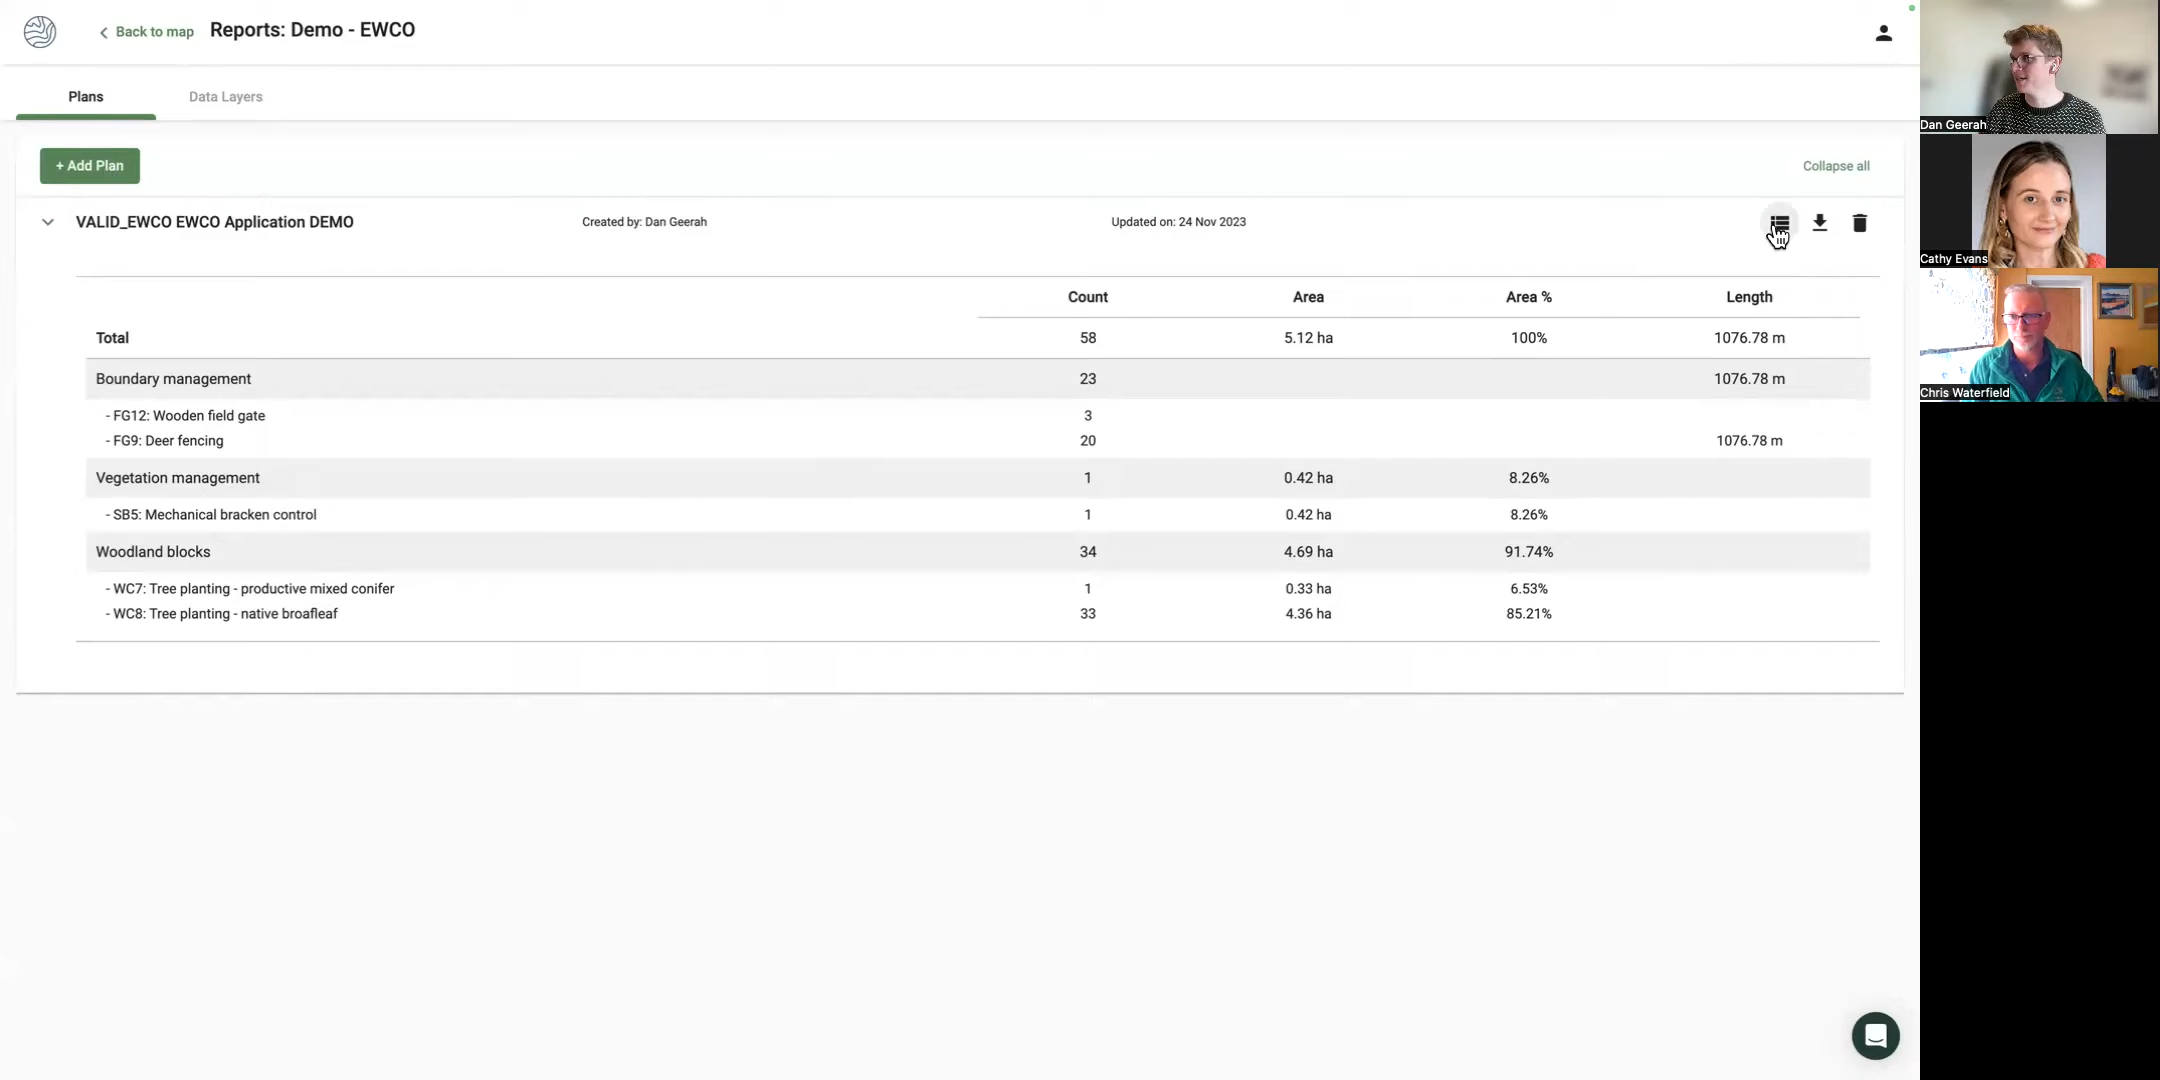 Back to map Reports: Demo - EWCO
Plans Data Layers
+ Add Plan Collapse all
VALID_EWCO EWCO Application DEMO Created by: Dan Geerah Updated on: 24 Nov 2023
Count Area Area % Length
Total 58 5.12 ha 100% 1076.78 m
Boundary management 23 1076.78 m
- FG12: Wooden field gate 3
- FG9: Deer fencing 20 1076.78 m
Vegetation management 1 0.42 ha 8.26%
- SB5: Mechanical bracken control 1 0.42 ha 8.26%
Woodland blocks 34 4.69 ha 91.74%
- WC7: Tree planting - productive mixed conifer 1 0.33 ha 6.53%
- WC8: Tree planting - native broafleaf 33 4.36 ha 85.21%
Dan Geerah
Cathy Evans
Chris Waterfield